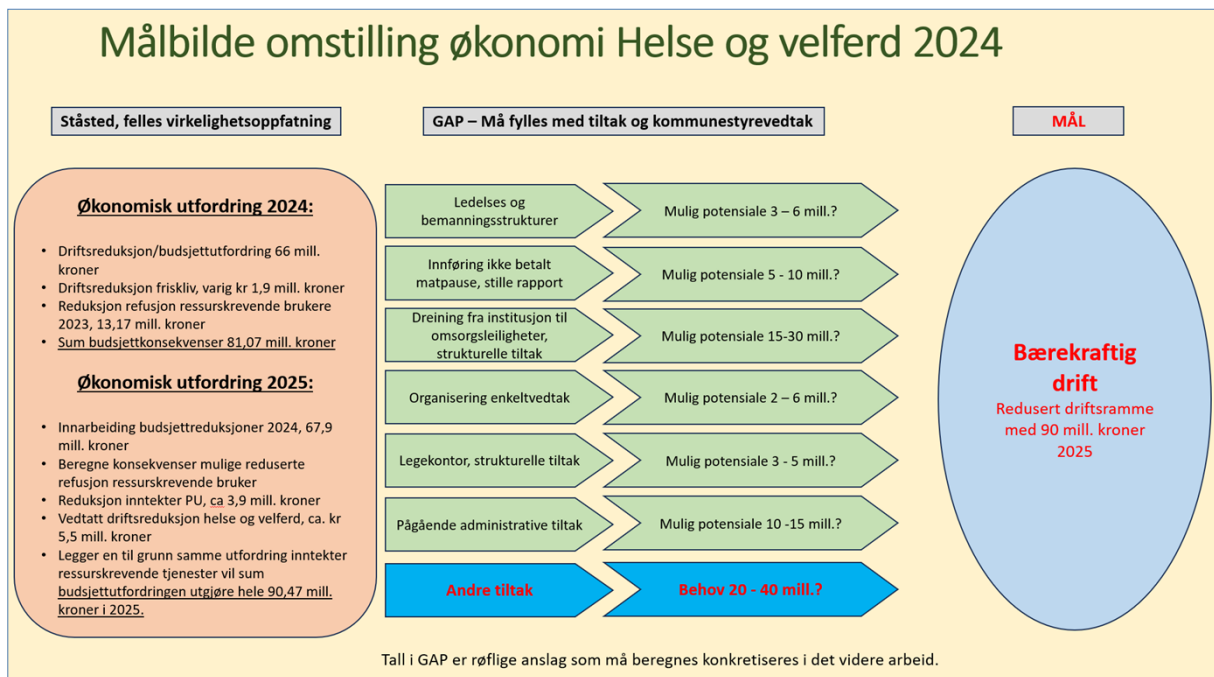 Målbilde omstilling økonomi Helse og velferd 2024
Ståsted, felles virkelighetsoppfatning
GAP – Må fylles med tiltak og kommunestyrevedtak
MÅL
Økonomisk utfordring 2024:
• Driftsreduksjon/budsjettutfordring 66 mill.
kroner
• Driftsreduksjon friskliv, varig kr 1,9 mill. kroner
• Reduksjon refusjon ressurskrevende brukere
2023, 13,17 mill. kroner
• Sum budsjettkonsekvenser 81,07 mill. kroner
Økonomisk utfordring 2025:
• Innarbeiding budsjettreduksjoner 2024, 67,9
mill. kroner
• Beregne konsekvenser mulige reduserte
refusjon ressurskrevende bruker
• Reduksjon inntekter PU, ca 3,9 mill. kroner
• Vedtatt driftsreduksjon helse og velferd, ca. kr
5,5 mill. kroner
• Legger en til grunn samme utfordring inntekter
ressurskrevende tjenester vil sum
budsjettutfordringen utgjøre hele 90,47 mill.
kroner i 2025.
Ledelses og
bemanningsstrukturer
Mulig potensiale 3 – 6 mill.?
Innføring ikke betalt
matpause, stille rapport
Mulig potensiale 5 - 10 mill.?
Dreining fra institusjon til
omsorgsleiligheter,
strukturelle tiltak
Mulig potensiale 15-30 mill.?
Organisering enkeltvedtak
Mulig potensiale 2 – 6 mill.?
Legekontor, strukturelle tiltak
Mulig potensiale 3 - 5 mill.?
Pågående administrative tiltak
Mulig potensiale 10 -15 mill.?
Andre tiltak
Behov 20 - 40 mill.?
Bærekraftig
drift
Redusert driftsramme
med 90 mill. kroner
2025
Tall i GAP er røflige anslag som må beregnes konkretiseres i det videre arbeid.